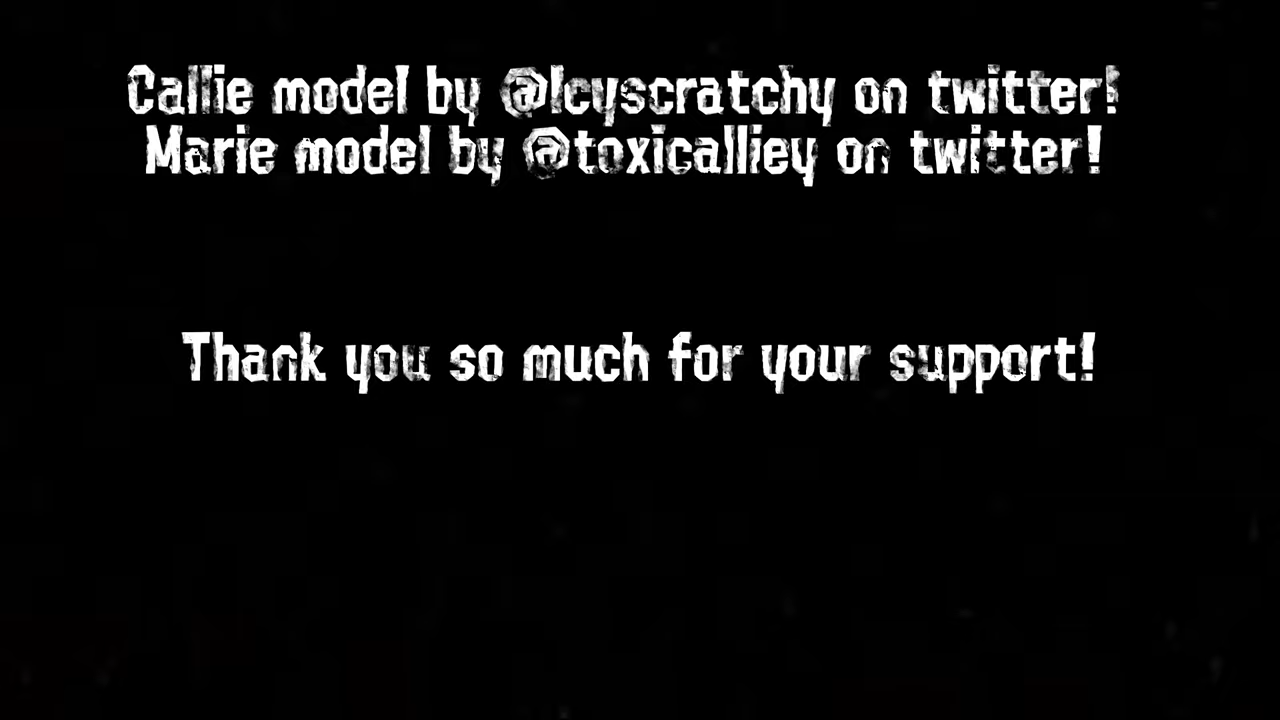 Callie model by @Icyscratchy on twitter!
Marie model by @toxicalliey on twitter!
Thank you so much for your support!